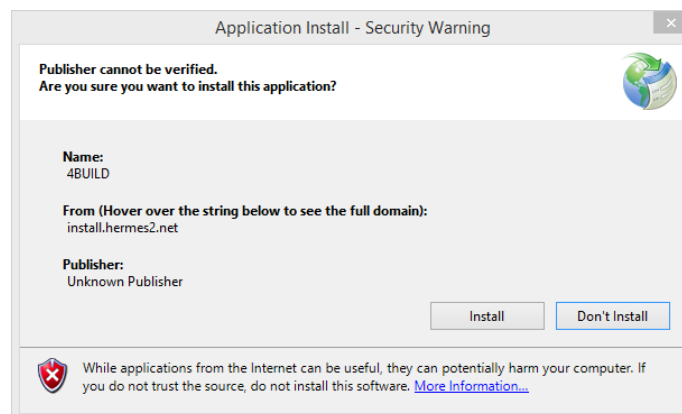 Application Install - Security Warning
Publisher cannot be verified.
Are you sure you want to install this application?
Name:
4BUILD
From (Hover over the string below to see the full domain):
install.hermes2.net
Publisher:
Unknown Publisher
Install
Don't Install
While applications from the Internet can be useful, they can potentially harm your computer. If
you do not trust the source, do not install this software. More Information...